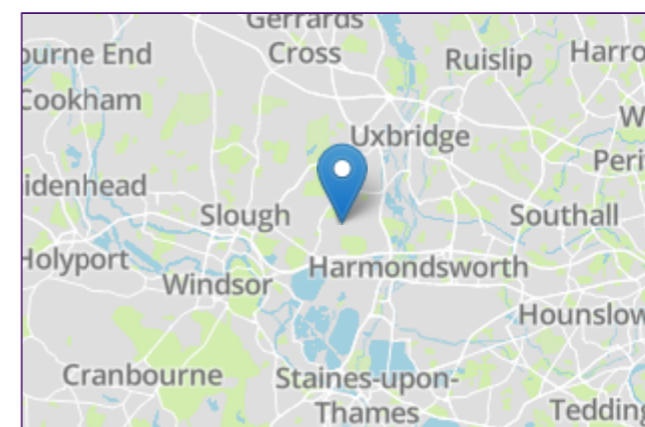 Gerrards
Cross
ourne End
Ruislip
Harro
Cookham
W
Uxbridge
Peri
idenhead
Slough
Southall
Holyport
Harmondsworth
Windsor
Hounslow
Cranbourne
Staines-upon-
Thames
Tedding